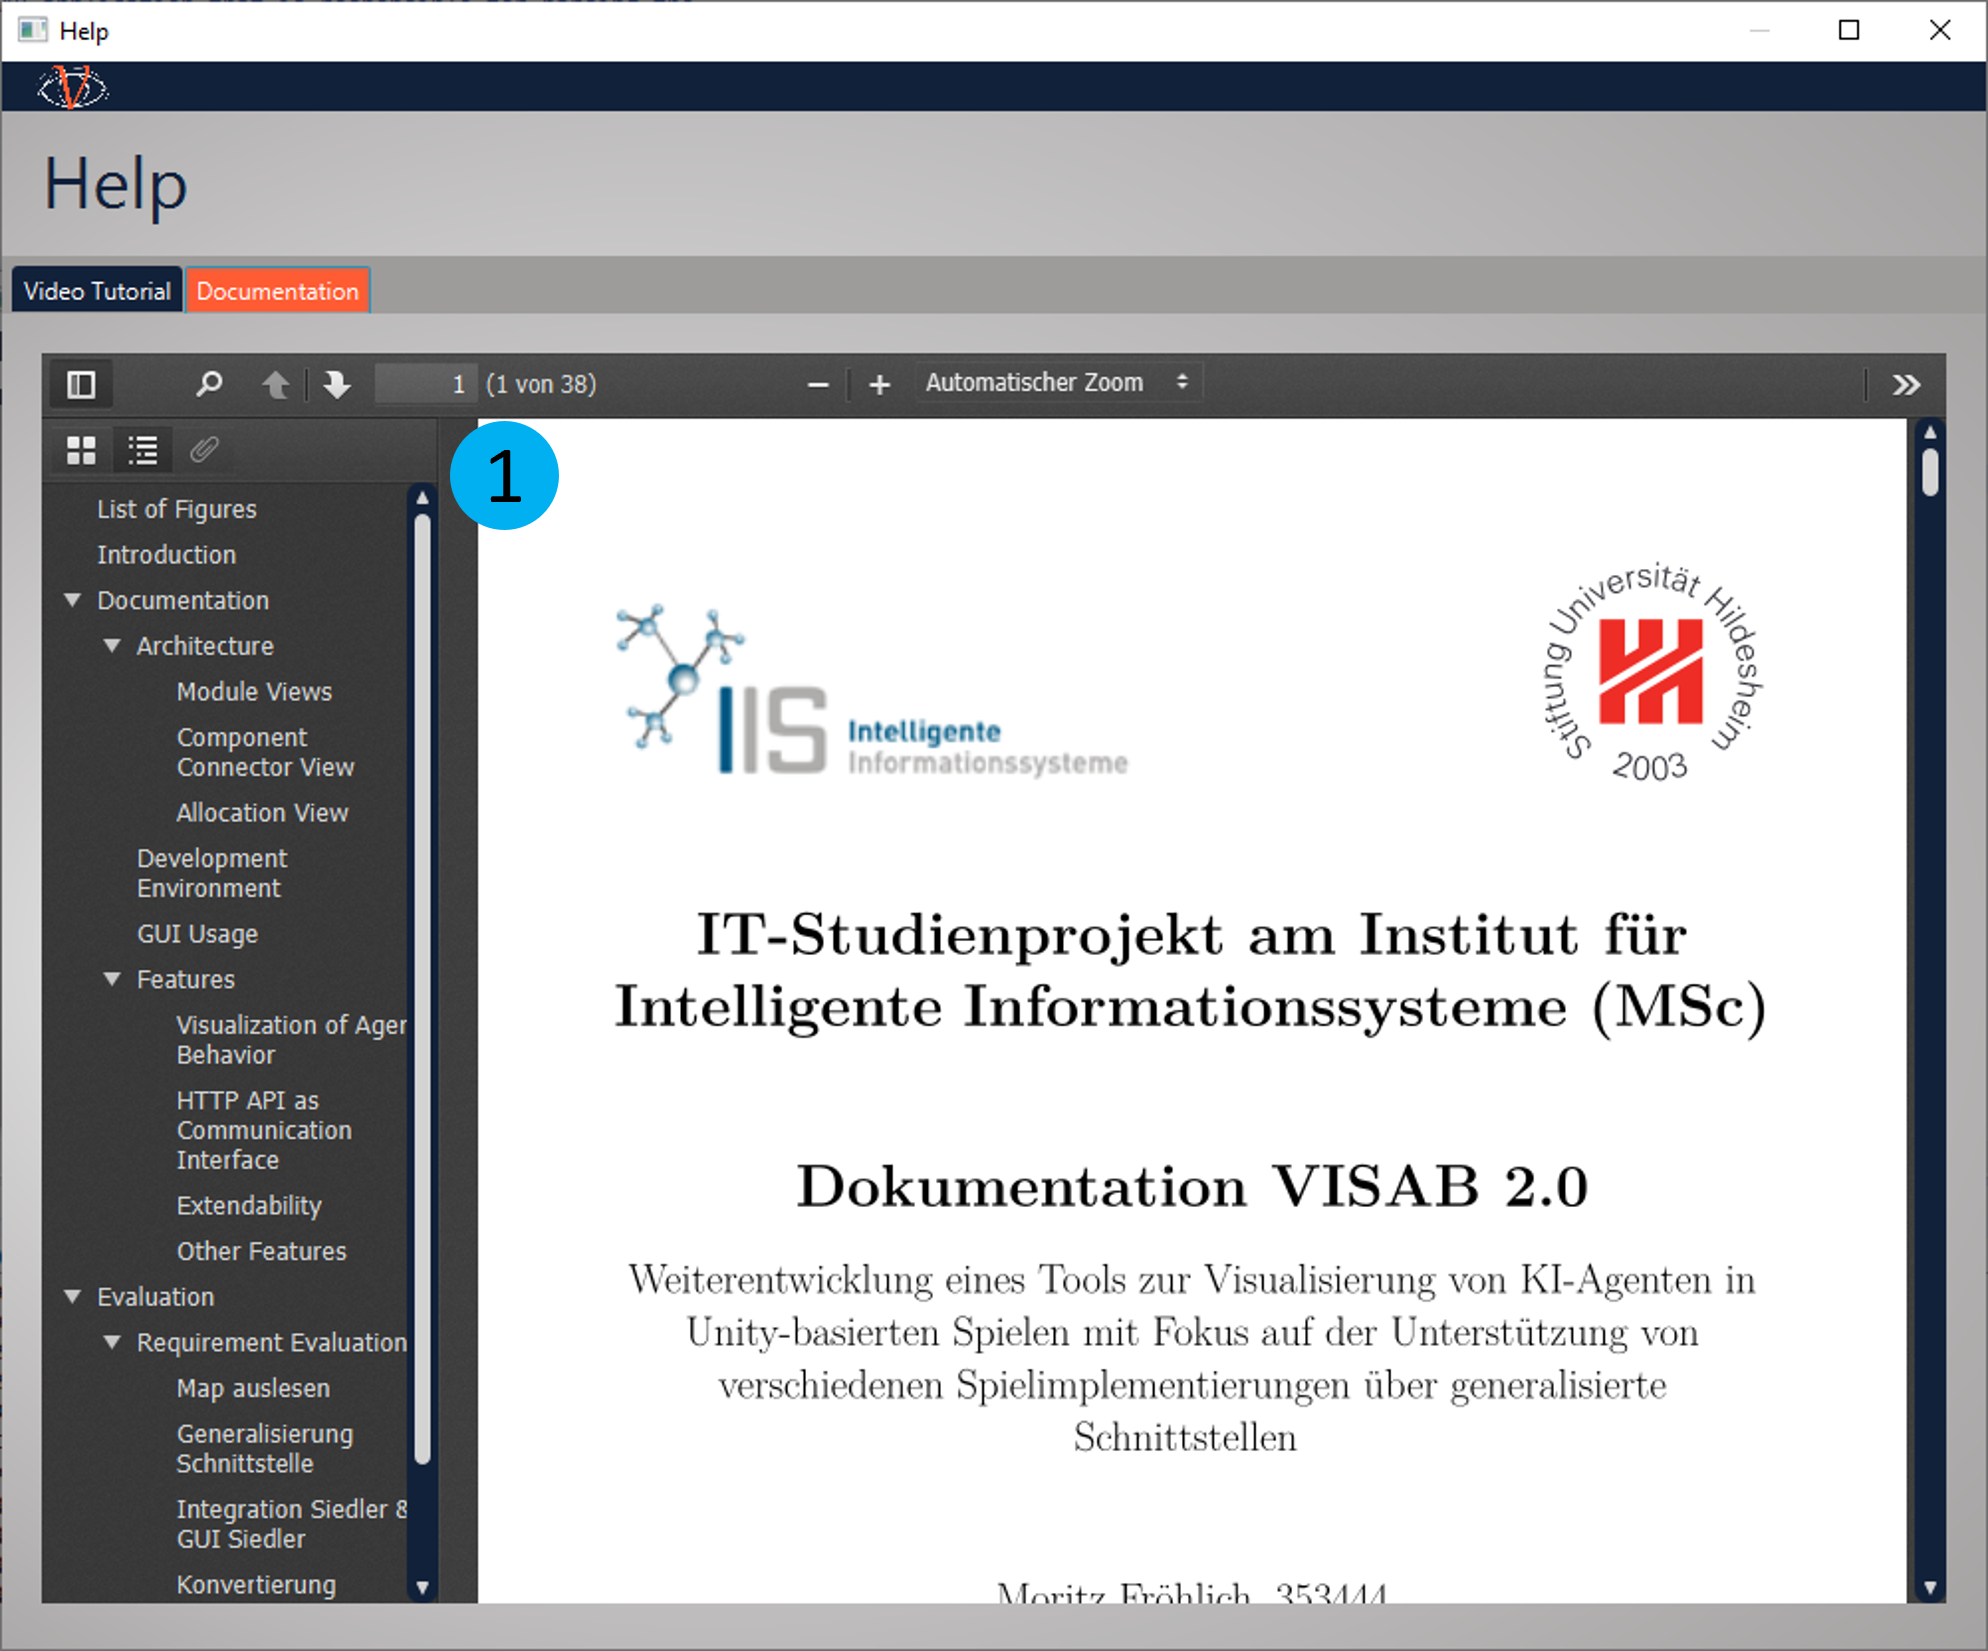 Help
Help
Video Tutorial
Documentation
1 (1 von 38)
Automatischer Zoom
1
List of Figures
Introduction
Documentation
Architecture
Module Views
Component
Connector View
Allocation View
Development
Environment
GUI Usage
Features
Visualization of Agen
Behavior
HTTP API as
Communication
Interface
Extendability
Other Features
Evaluation
Requirement Evaluation
Map auslesen
Generalisierung
Schnittstelle
Integration Siedler &
GUI Siedler
Konvertierung
IIS Intelligente
Informationssysteme
Stiftung Universität Hildesheim
2003
IT-Studienprojekt am Institut für
Intelligente Informationssysteme (MSc)
Dokumentation VISAB 2.0
Weiterentwicklung eines Tools zur Visualisierung von KI-Agenten in
Unity-basierten Spielen mit Fokus auf der Unterstützung von
verschiedenen Spielimplementierungen über generalisierte
Schnittstellen
Moritz Fröhlich, 353444